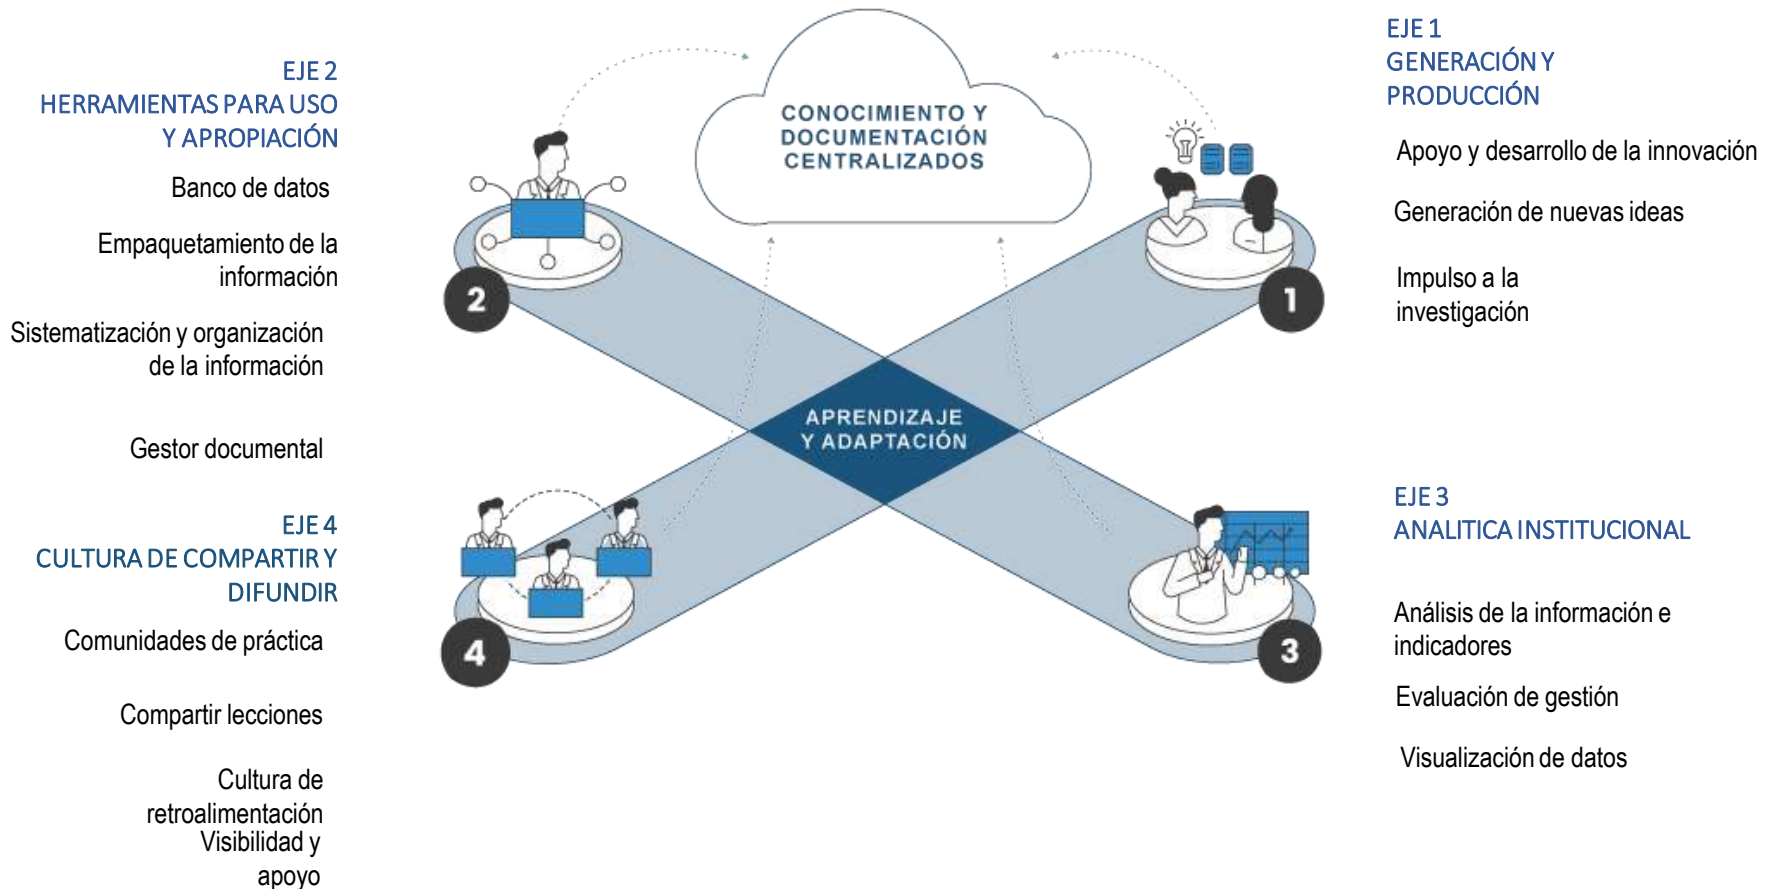 EJE 1
GENERACIÓN Y
PRODUCCIÓN
Apoyo y desarrollo de la innovación
Generación de nuevas ideas
Impulso a la
investigación
EJE 2
HERRAMIENTAS PARA USO
Y APROPIACIÓN
Banco de datos
Empaquetamiento de la
información
Sistematización y organización
de la información
Gestor documental
CONOCIMIENTO Y
DOCUMENTACIÓN
CENTRALIZADOS
2
1
APRENDIZAJE
Y ADAPTACIÓN
EJE 3
ANALITICA INSTITUCIONAL
Análisis de la información e
indicadores
Evaluación de gestión
Visualización de datos
EJE 4
CULTURA DE COMPARTIR Y
DIFUNDIR
Comunidades de práctica
Compartir lecciones
Cultura de
retroalimentación
Visibilidad y
apoyo
4
3